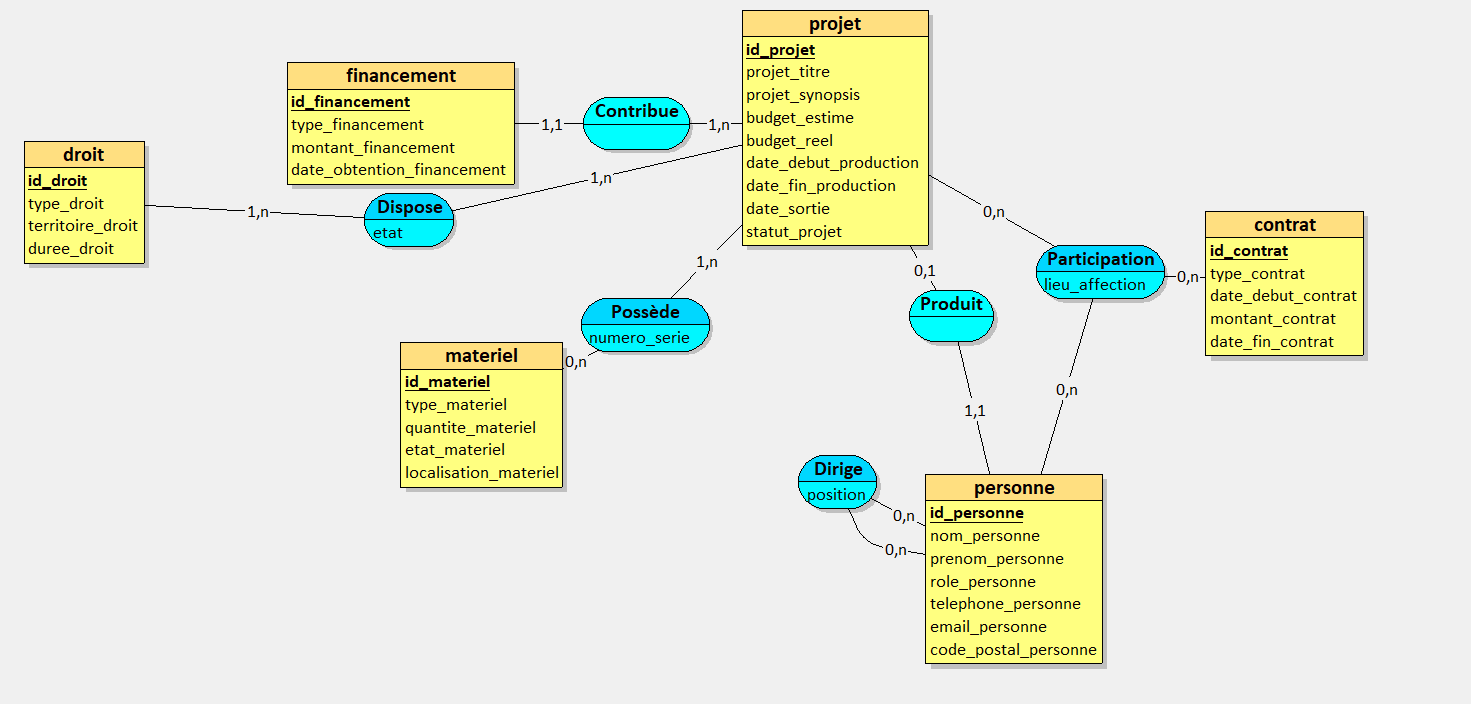 projet
id_projet
projet_titre
projet_synopsis
budget_estime
budget_reel
date_debut_production
date_fin_production
date_sortie
statut_projet
financement
id_financement
type_financement
montant_financement
date_obtention_financement
1,1
Contribue
1,n
droit
id_droit
type_droit
territoire_droit
duree_droit
1,n
Dispose
etat
1,n
1,n
Possède
numero_serie
0,n
materiel
id_materiel
type_materiel
quantite_materiel
etat_materiel
localisation_materiel
0,1
Produit
1,1
0,n
Participation
lieu_affection
0,n
0,n
contrat
id_contrat
type_contrat
date_debut_contrat
montant_contrat
date_fin_contrat
Dirige
position
0,n
0,n
personne
id_personne
nom_personne
prenom_personne
role_personne
telephone_personne
email_personne
code_postal_personne